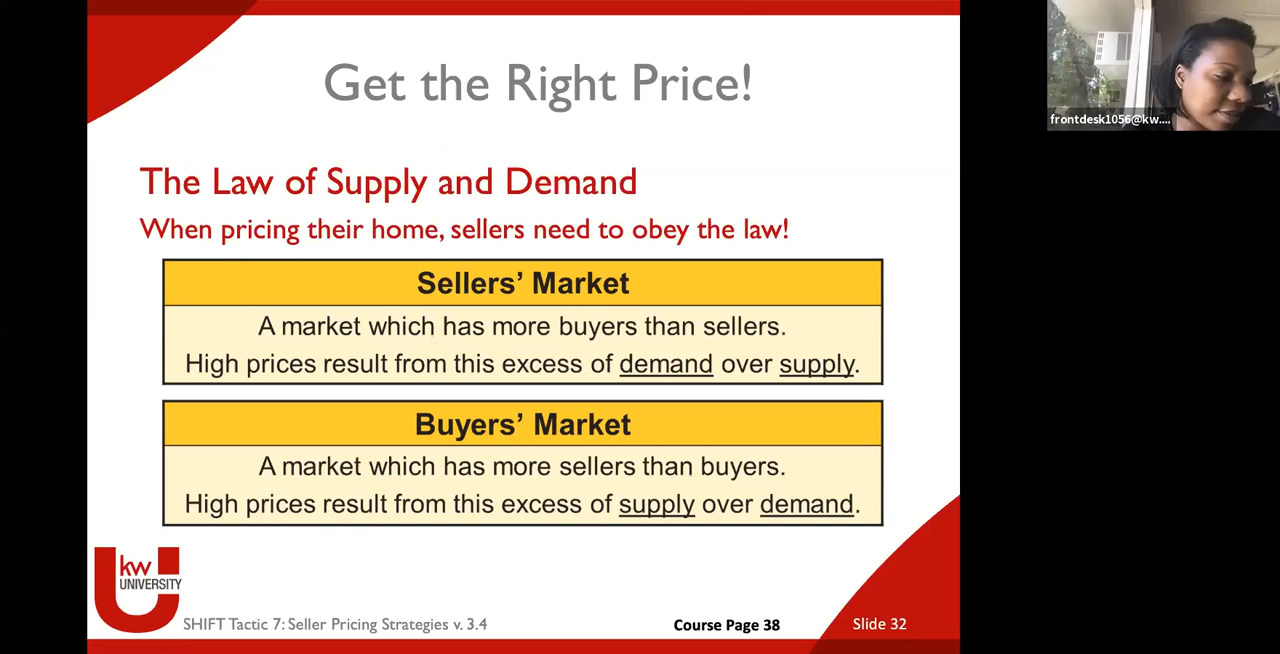 Get the Right Price!
frontdesk1056@kw....
The Law of Supply and Demand
When pricing their home, sellers need to obey the law!
Sellers’ Market
A market which has more buyers than sellers.
High prices result from this excess of demand over supply.
Buyers’ Market
A market which has more sellers than buyers.
High prices result from this excess of supply over demand.
kw
UNIVERSITY
SHIFT Tactic 7: Seller Pricing Strategies v. 3.4
Course Page 38
Slide 32